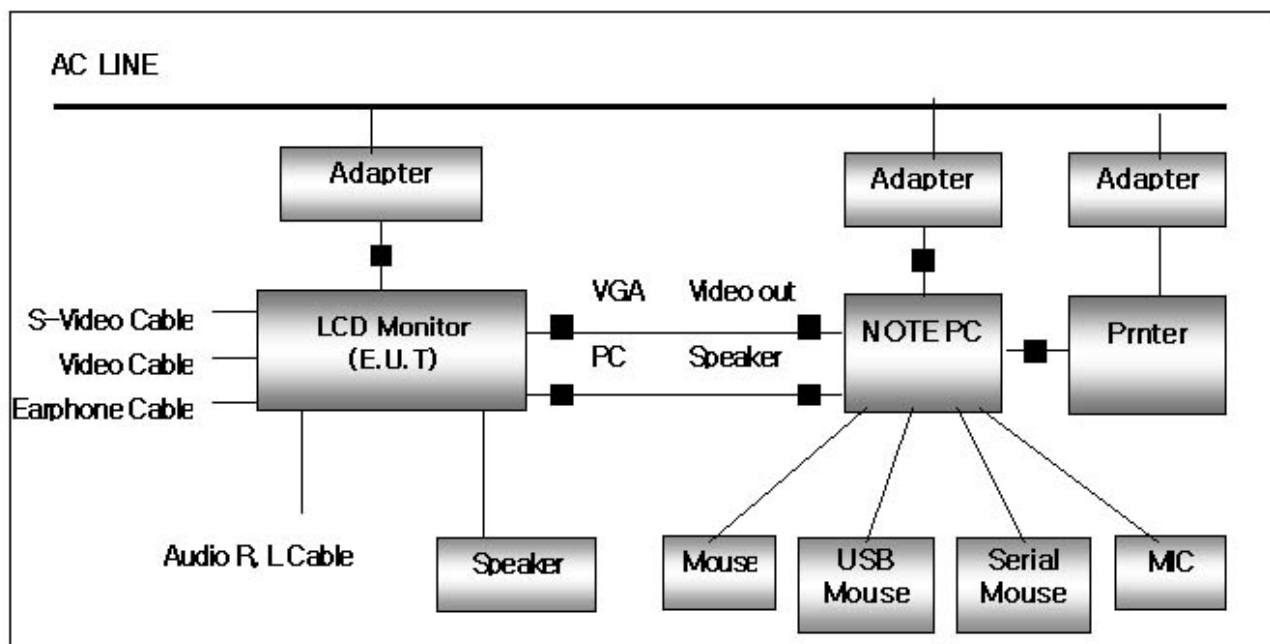 AC LINE
Adapter
Adapter
Adapter
VGA Video out
S-Video Cable
LCD Monitor
(E.U.T)
NOTE PC
Prnter
Video Cable
PC Speaker
Earphone Cable
Audio R, L Cable
Speaker
Mouse
USB
Mouse
Serial
Mouse
MIC